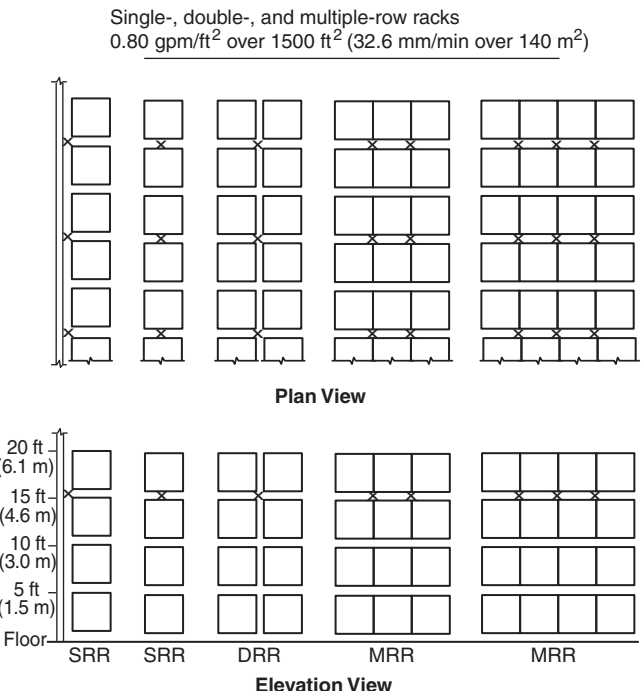 Single-, double-, and multiple-row racks
0.80 gpm/ft² over 1500 ft² (32.6 mm/min over 140 m²)
Plan View
20 ft
(6.1 m)
15 ft
(4.6 m)
10 ft
(3.0 m)
5 ft
(1.5 m)
Floor
SRR SRR DRR MRR MRR
Elevation View